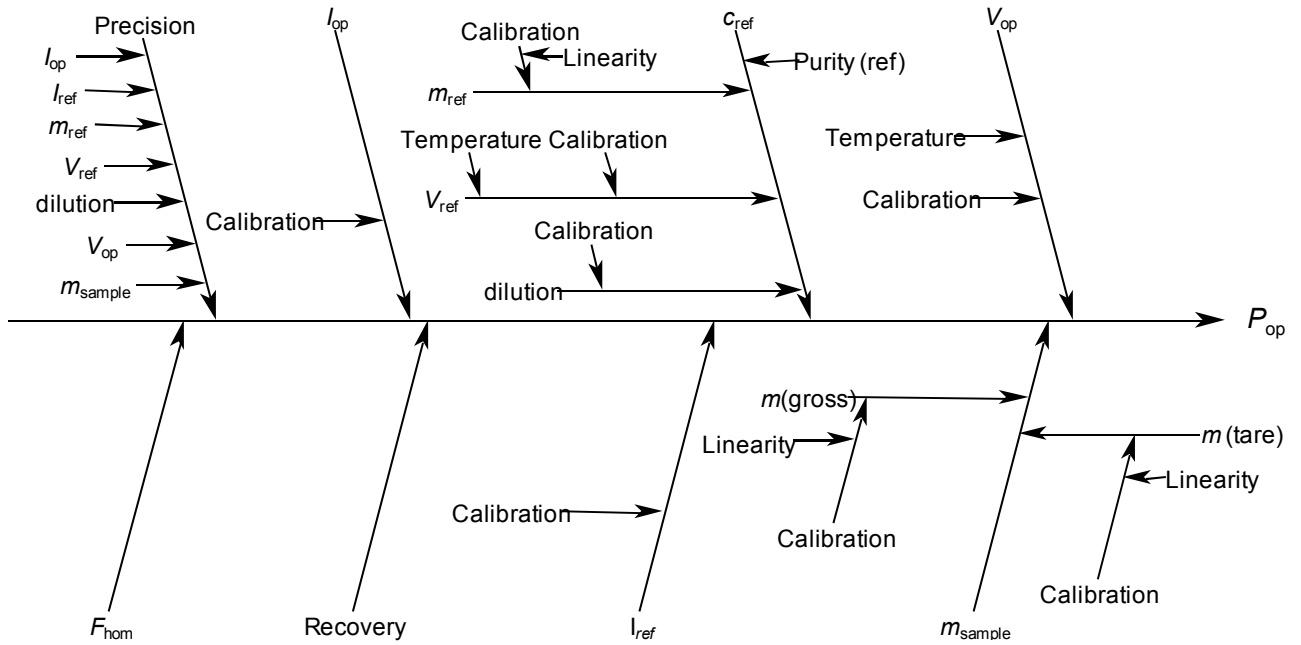 Precision
I_op
I_ref
m_ref
V_ref
dilution
V_op
m_sample
I_op
Calibration
c_ref
Purity (ref)
Calibration
Linearity
m_ref
Temperature
Calibration
V_ref
Calibration
dilution
V_op
Temperature
Calibration
P_op
F_hom
Recovery
I_ref
Calibration
m(gross)
Linearity
Calibration
m (tare)
Linearity
Calibration
m_sample